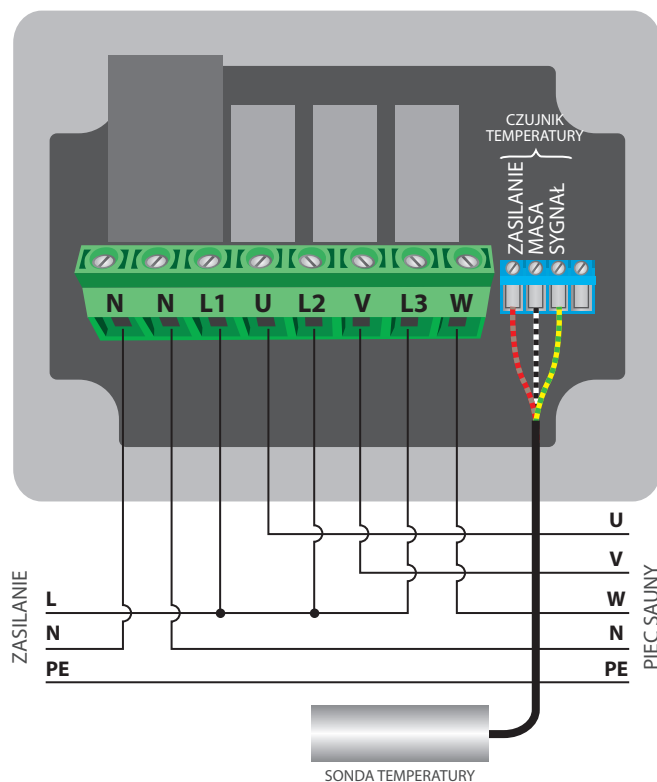 CZUJNIK
TEMPERATURY
ZASILANIE
MASA
SYGNAŁ
N N L1 U L2 V L3 W
U
V
W
N
PE
PIEC SAUNY
ZASILANIE
L
N
PE
SONDA TEMPERATURY